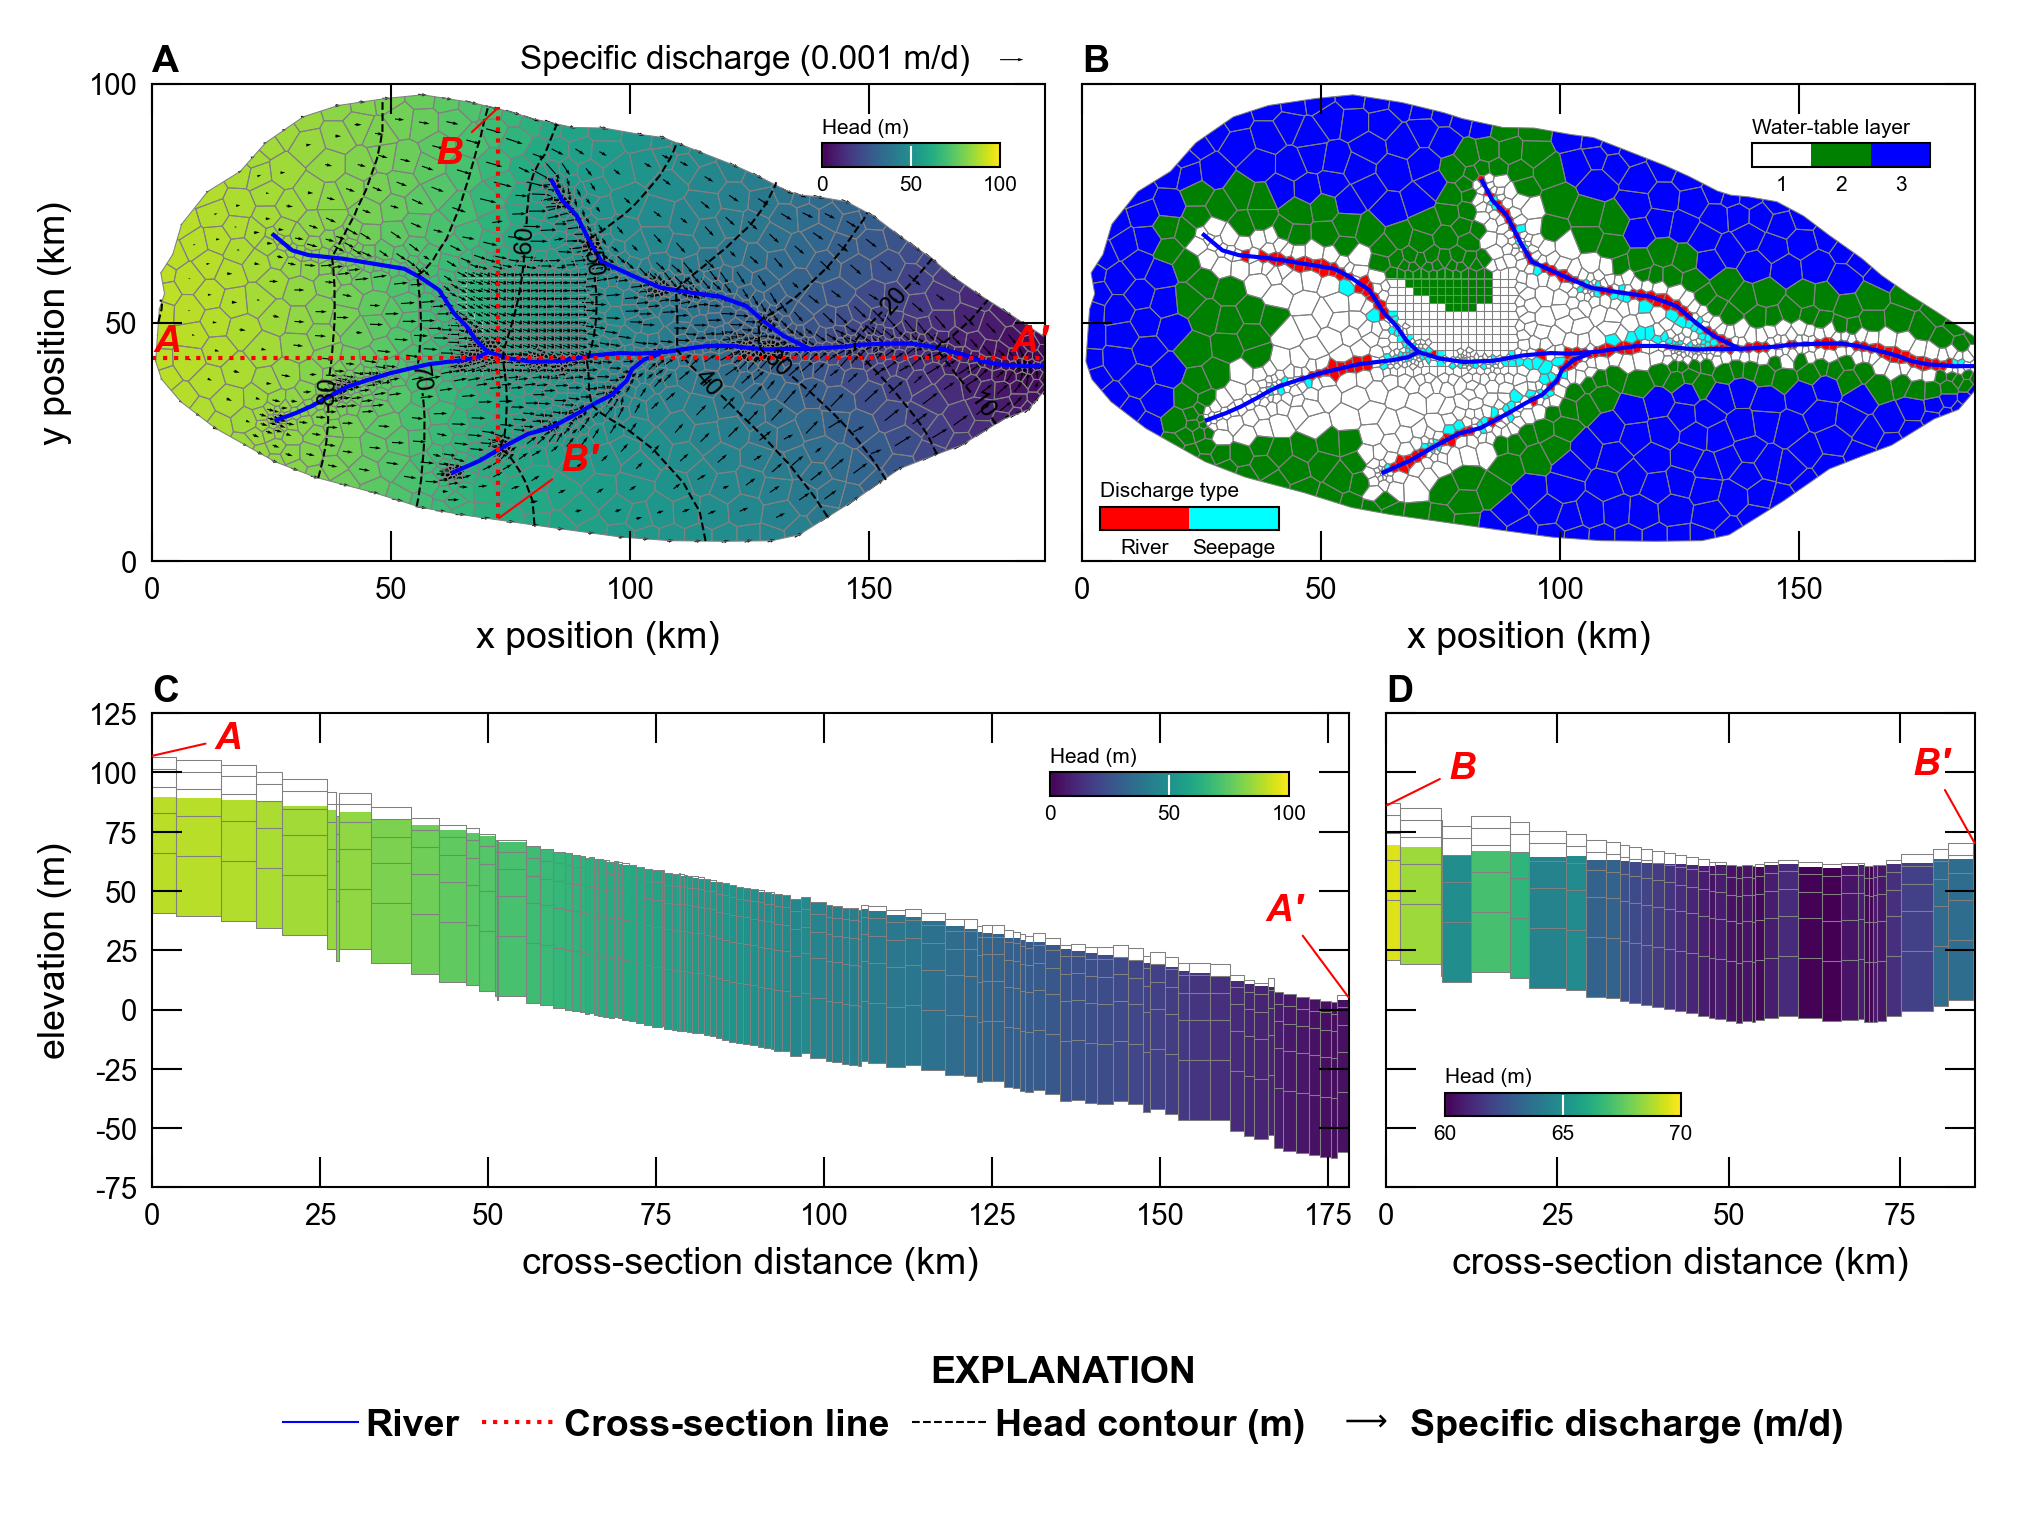 A
Specific discharge (0.001 m/d)
B
100
50
0
y position (km)
Head (m)
0 50 100
B
A
A'
B'
80
70
60
50
40
30
20
10
0 50 100 150
x position (km)
Water-table layer
1 2 3
Discharge type
River Seepage
0 50 100 150
x position (km)
C
125
100
75
50
25
0
-25
-50
-75
elevation (m)
A
Head (m)
0 50 100
A'
0 25 50 75 100 125 150 175
cross-section distance (km)
D
B
B'
Head (m)
60 65 70
0 25 50 75
cross-section distance (km)
EXPLANATION
River Cross-section line Head contour (m) Specific discharge (m/d)